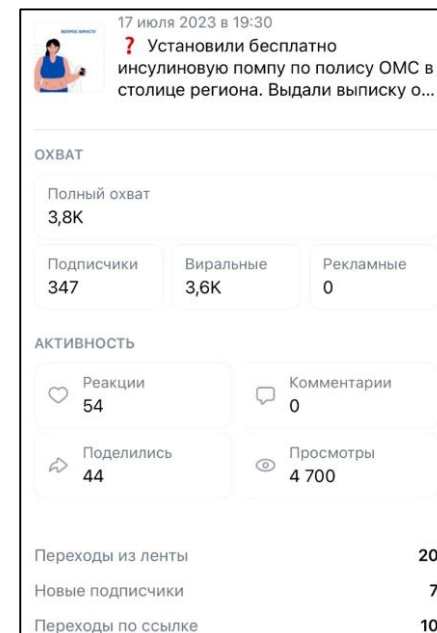 17 июля 2023 в 19:30
❓ Установили бесплатно
инсулиновую помпу по полису ОМС в
столице региона. Выдали выписку о...
ВОПРОС ЮРИСТУ
ОХВАТ
Полный охват
3,8K
Подписчики Виральные Рекламные
347 3,6K 0
АКТИВНОСТЬ
Реакции Комментарии
54 0
Поделились Просмотры
44 4 700
Переходы из ленты 20
Новые подписчики 7
Переходы по ссылке 10